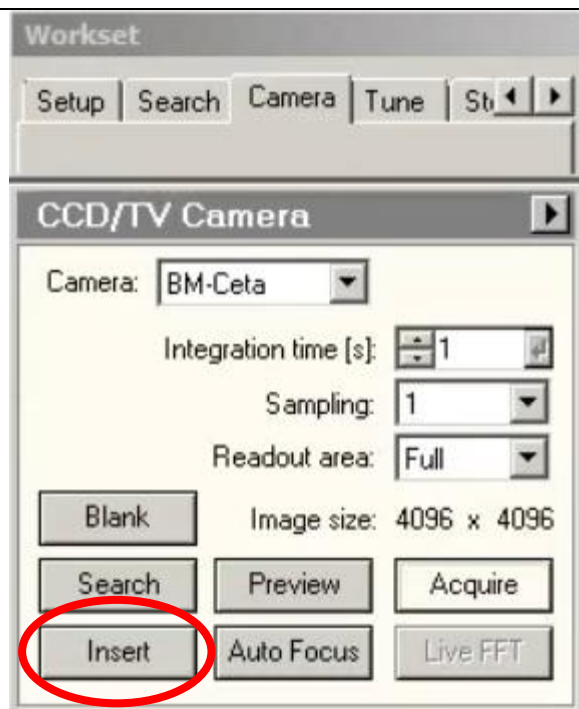 Workset
Setup Search Camera Tune
CCD/TV Camera
Camera: BM-Ceta
Integration time [s]: 1
Sampling: 1
Readout area: Full
Blank Image size: 4096 x 4096
Search Preview Acquire
Insert Auto Focus Live FFT